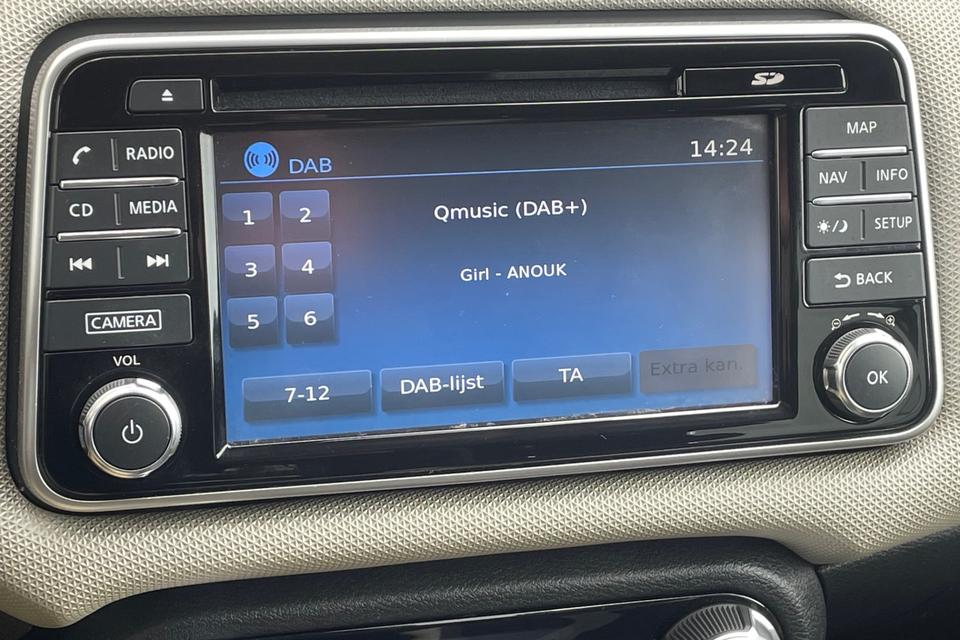 SD
RADIO
CD MEDIA
CAMERA
VOL
DAB
14:24
1 2
3 4
5 6
Qmusic (DAB+)
Girl - ANOUK
7-12 DAB-lijst TA Extra kan.
MAP
NAV INFO
SETUP
BACK
OK